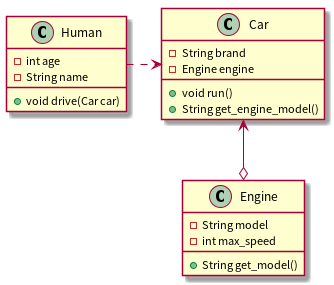 C Human
int age
String name
void drive(Car car)
C Car
String brand
Engine engine
void run()
String get_engine_model()
C Engine
String model
int max_speed
String get_model()